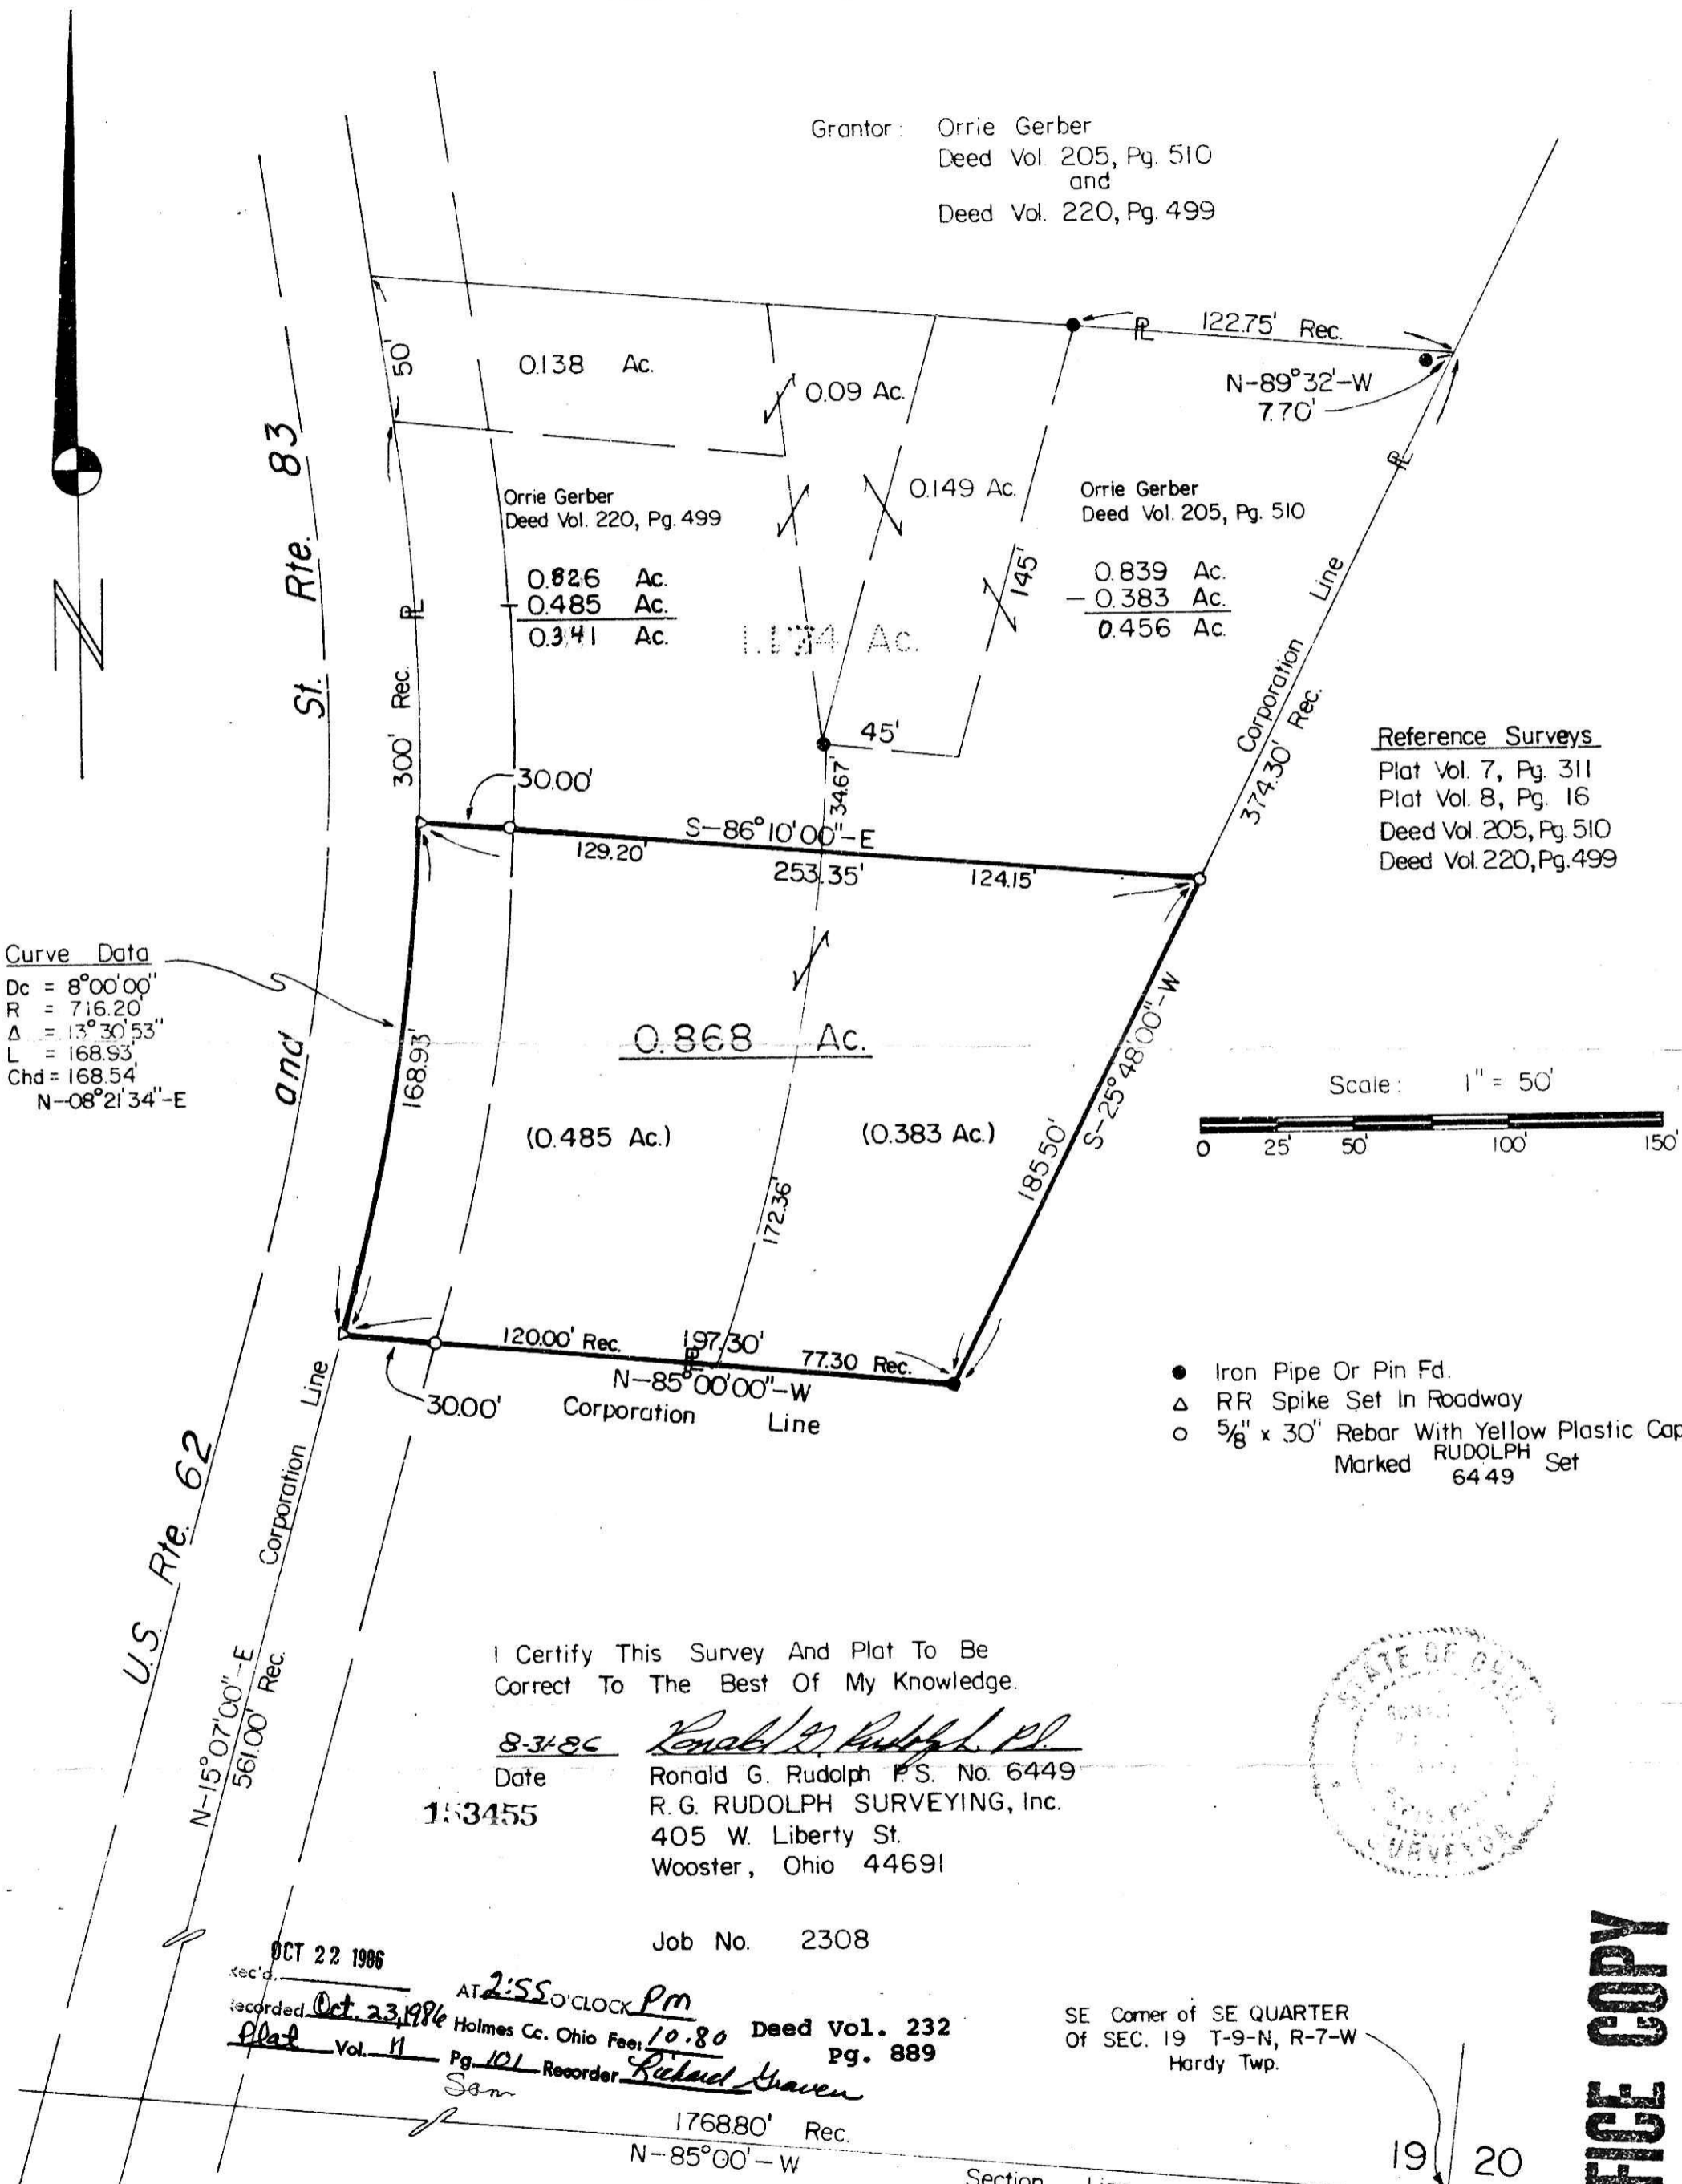 Grantor: Orrie Gerber
Deed Vol. 205, Pg. 510
and
Deed Vol. 220, Pg. 499
122.75' Rec.
N-89°32'-W
7.70'
50'
0.138 Ac.
0.09 Ac.
0.149 Ac.
Orrie Gerber
Deed Vol. 220, Pg. 499
0.826 Ac.
- 0.485 Ac.
0.341 Ac.
Orrie Gerber
Deed Vol. 205, Pg. 510
0.839 Ac.
- 0.383 Ac.
0.456 Ac.
145'
45'
34.67'
N
St. Rte. 83
and
U.S. Rte. 62
300' Rec.
PL
Corporation Line
374.30' Rec.
Reference Surveys
Plat Vol. 7, Pg. 311
Plat Vol. 8, Pg. 16
Deed Vol. 205, Pg. 510
Deed Vol. 220, Pg. 499
30.00'
S-86°10'00"-E
129.20'
253.35'
124.15'
Curve Data
Dc = 8°00'00"
R = 716.20'
Δ = 13°30'53"
L = 168.93'
Chd = 168.54'
N-08°21'34"-E
168.93'
0.868 Ac.
(0.485 Ac.)
(0.383 Ac.)
172.36'
185.50'
S-25°48'00"-W
Scale: 1" = 50'
0 25' 50' 100' 150'
120.00' Rec.
197.30'
77.30 Rec.
N-85°00'00"-W
Corporation Line
30.00'
Corporation Line
N-15°07'00"-E
561.00' Rec.
Iron Pipe Or Pin Fd.
RR Spike Set In Roadway
5/8" x 30" Rebar With Yellow Plastic Cap
Marked RUDOLPH 6449 Set
I Certify This Survey And Plat To Be
Correct To The Best Of My Knowledge.
8-31-86 Ronald G. Rudolph P.S.
Date
Ronald G. Rudolph P.S. No. 6449
R.G. RUDOLPH SURVEYING, Inc.
405 W. Liberty St.
Wooster, Ohio 44691
STATE OF OHIO
SURVEYOR
Job No. 2308
Rec'd. OCT 22 1986 AT 2:55 O'CLOCK Pm
Recorded Oct. 23, 1986 Holmes Co. Ohio Fee: 10.80
Plat Vol. 11 Pg. 101 Recorder Richard Graven
Sam
Deed Vol. 232
Pg. 889
SE Corner of SE QUARTER
Of SEC. 19 T-9-N, R-7-W
Hardy Twp.
1768.80' Rec.
N-85°00'-W
Section
19 20
COPY